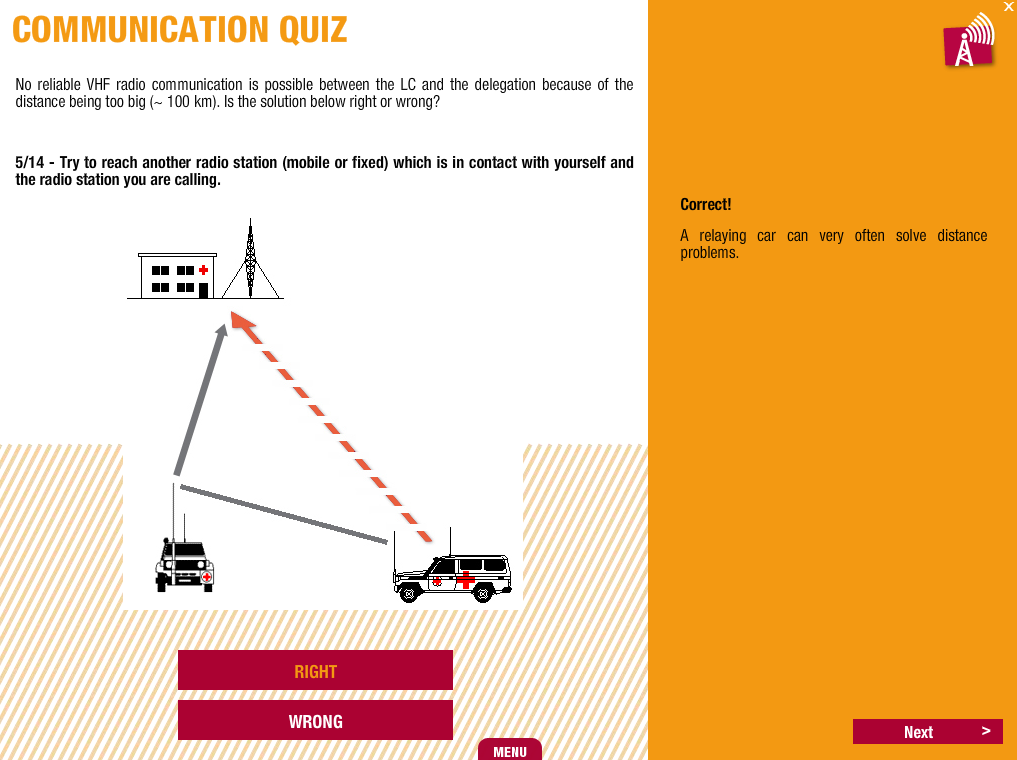 COMMUNICATION QUIZ
X
No reliable VHF radio communication is possible between the LC and the delegation because of the
distance being too big (~ 100 km). Is the solution below right or wrong?
5/14 - Try to reach another radio station (mobile or fixed) which is in contact with yourself and
the radio station you are calling.
Correct!
A relaying car can very often solve distance
problems.
RIGHT
WRONG
MENU
Next >